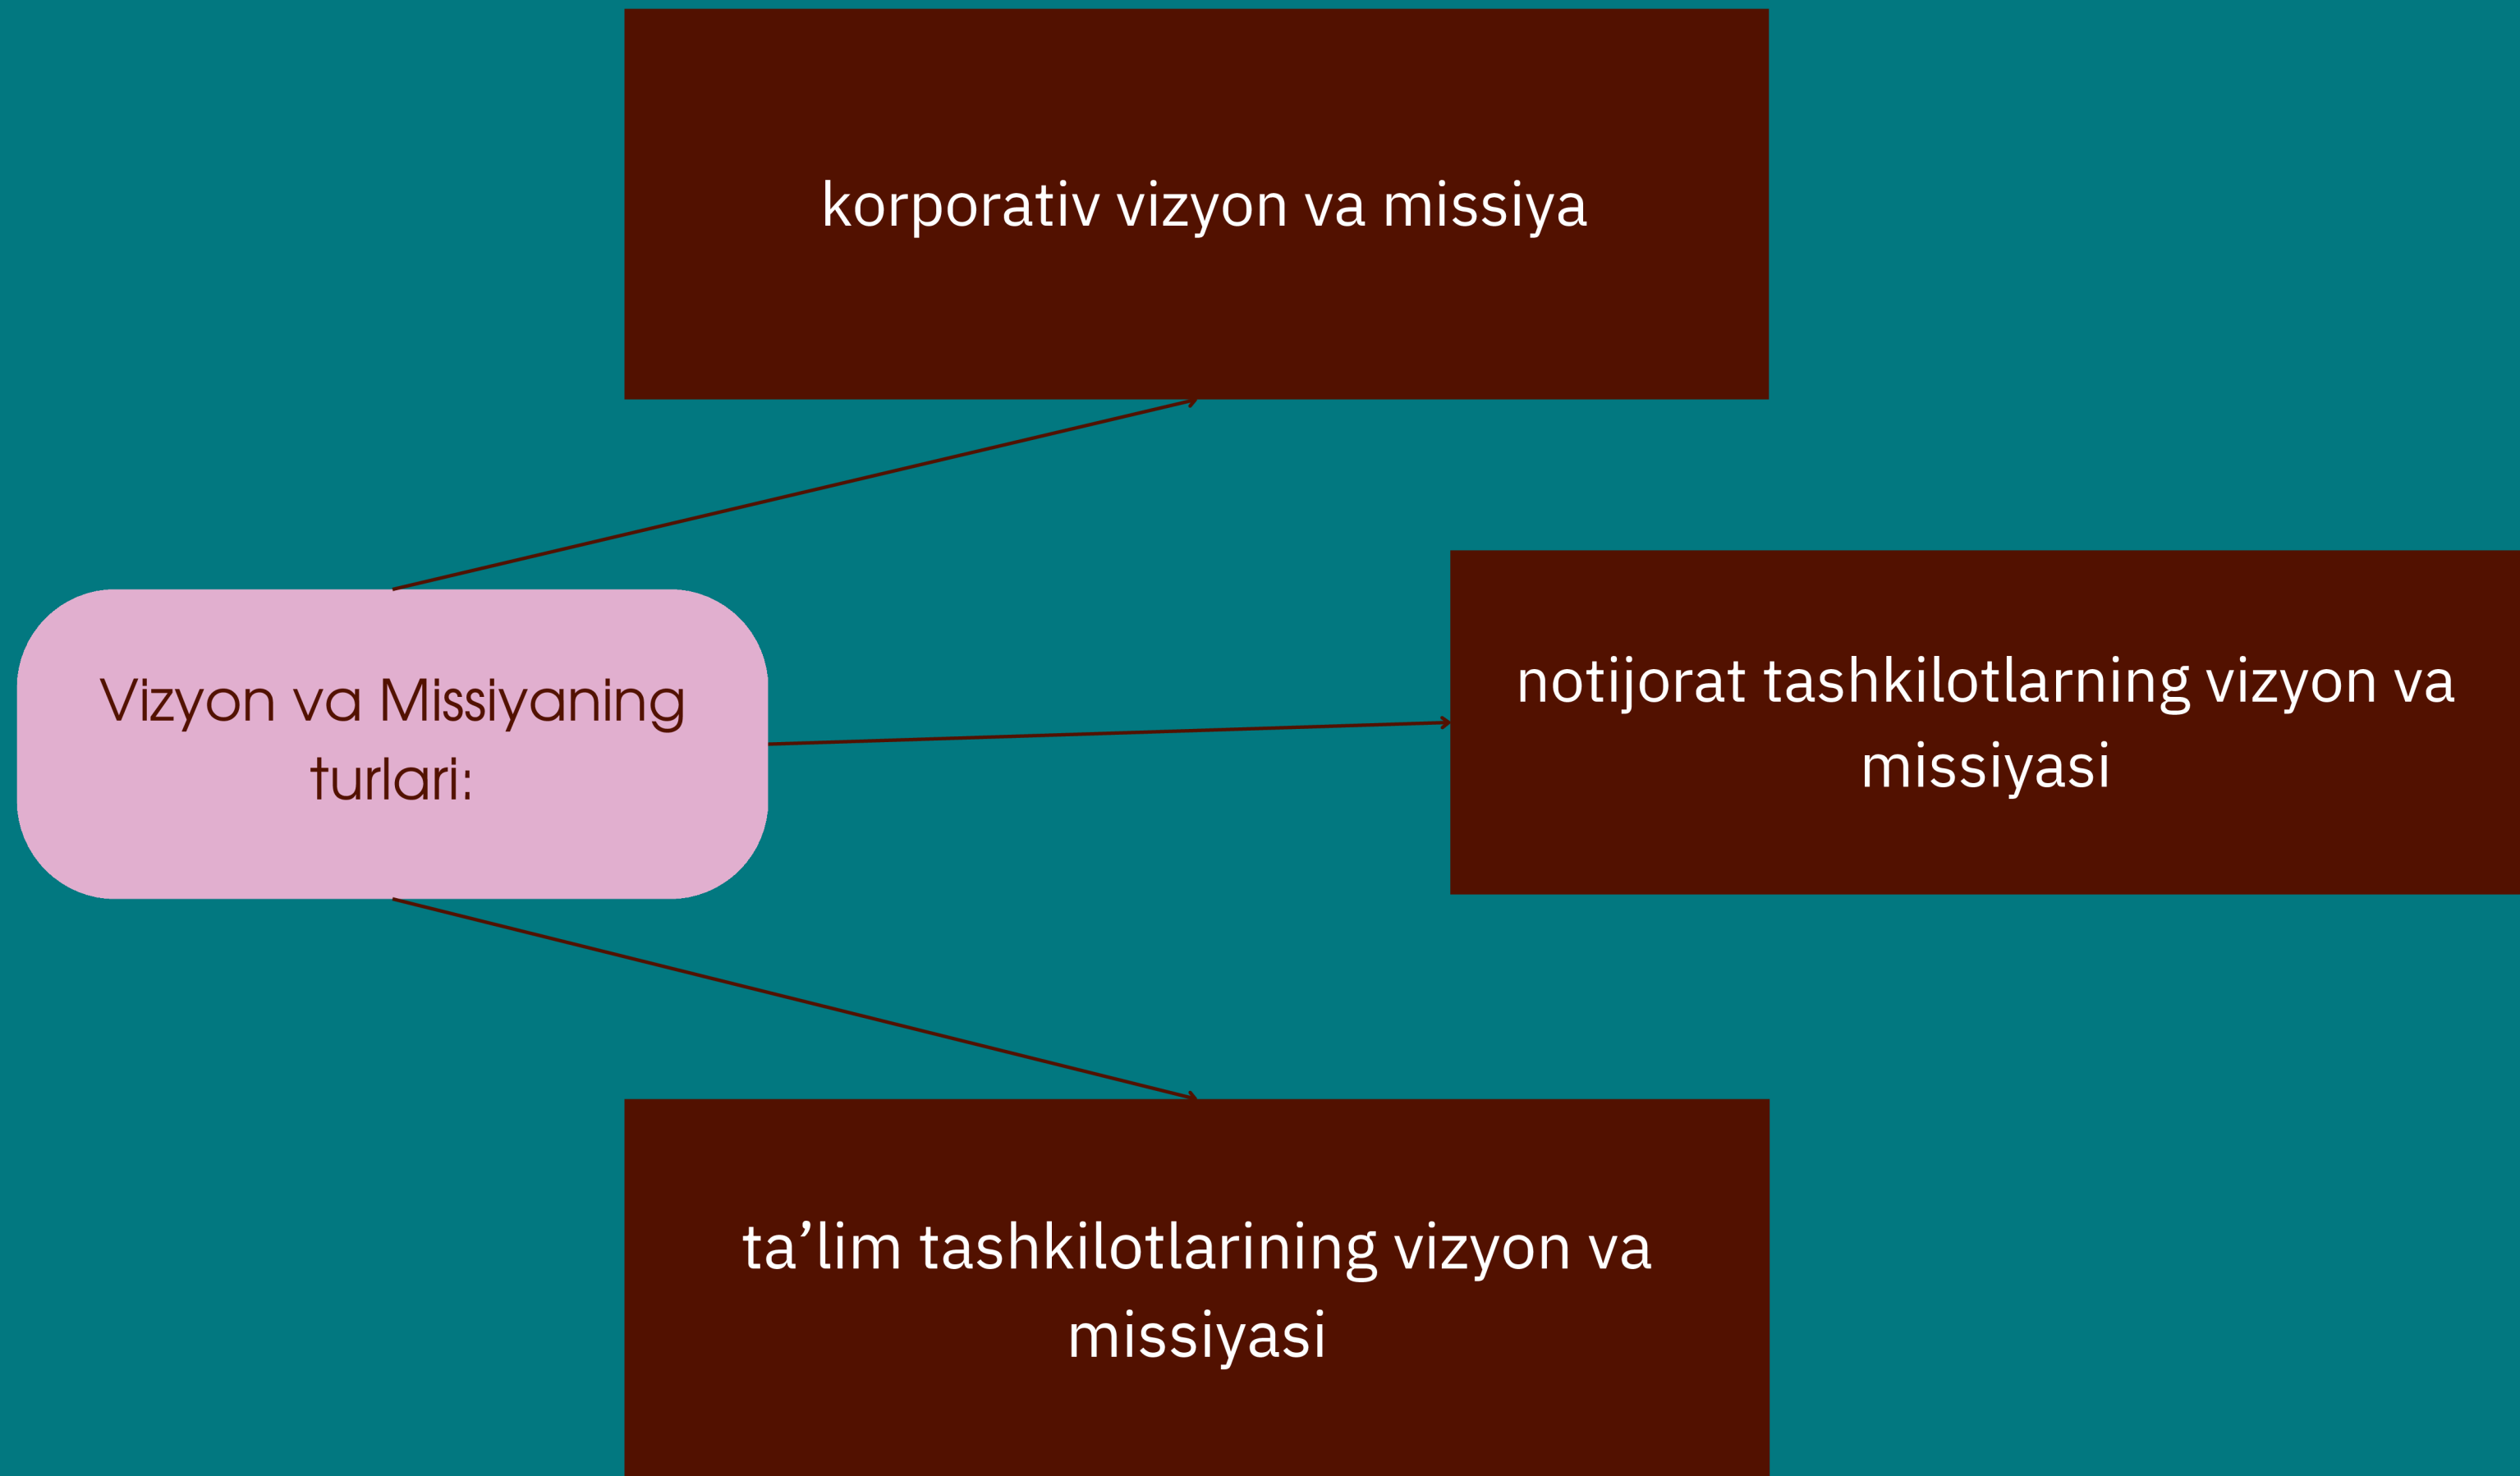 korporativ vizyon va missiya
Vizyon va Missiyaning
turlari:
notijorat tashkilotlarning vizyon va
missiyasi
ta’lim tashkilotlarining vizyon va
missiyasi